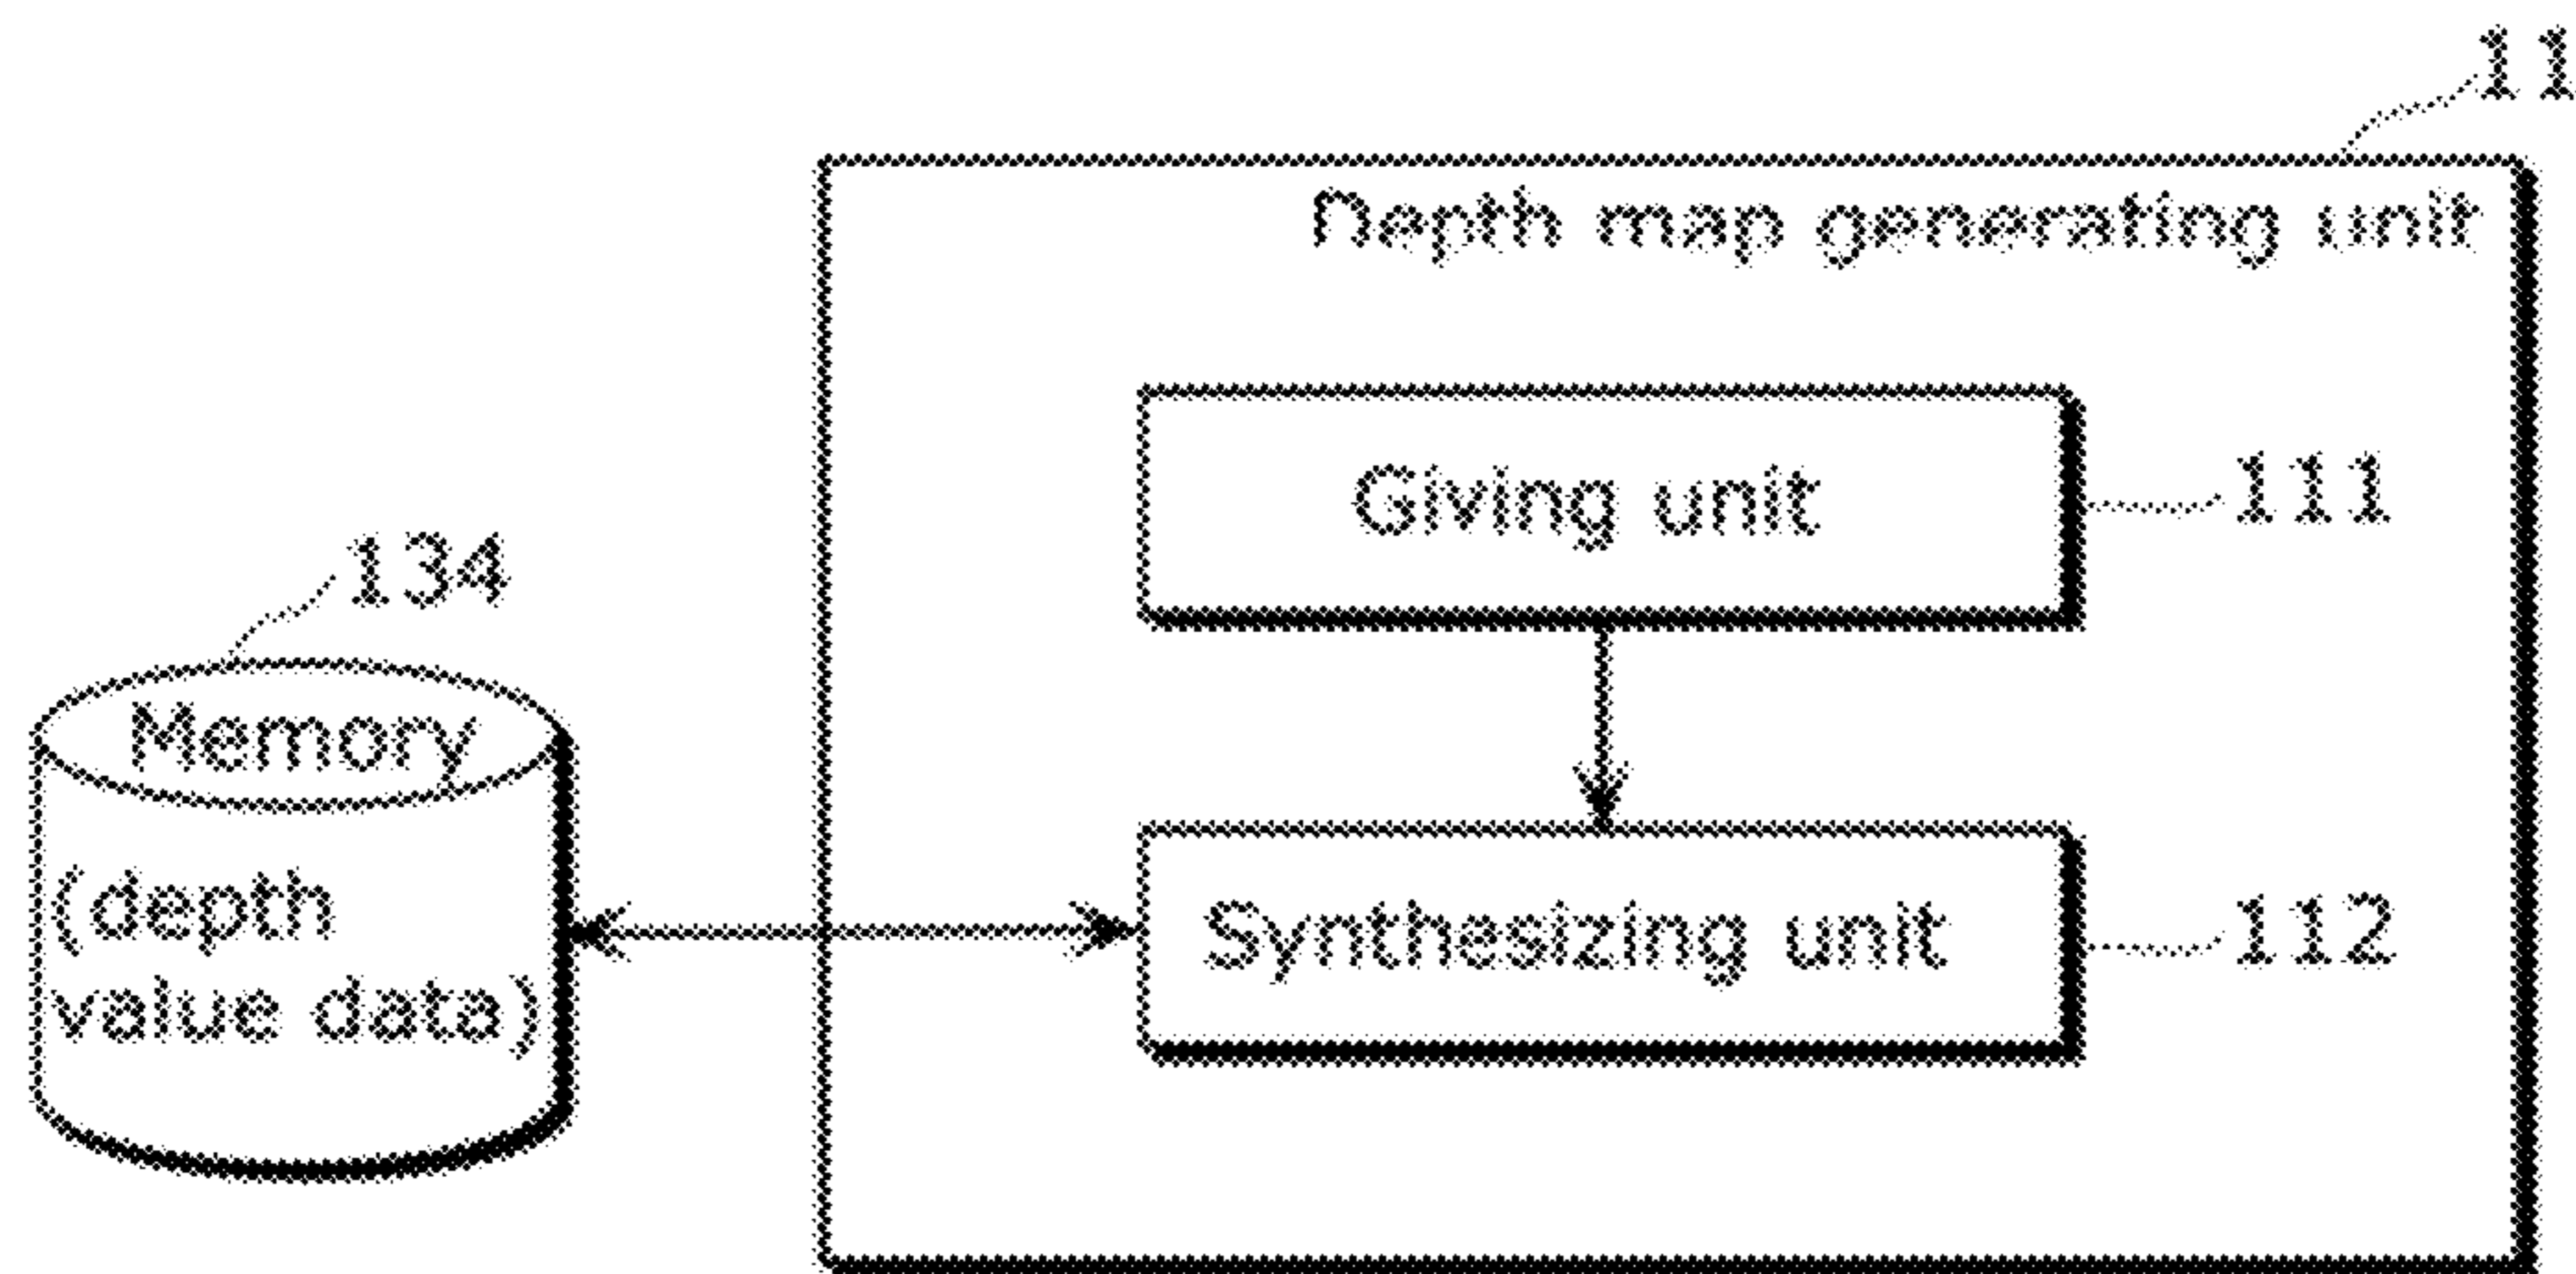 11
Depth map generating unit
Giving unit
111
134
Memory
(depth
value data)
Synthesizing unit
112